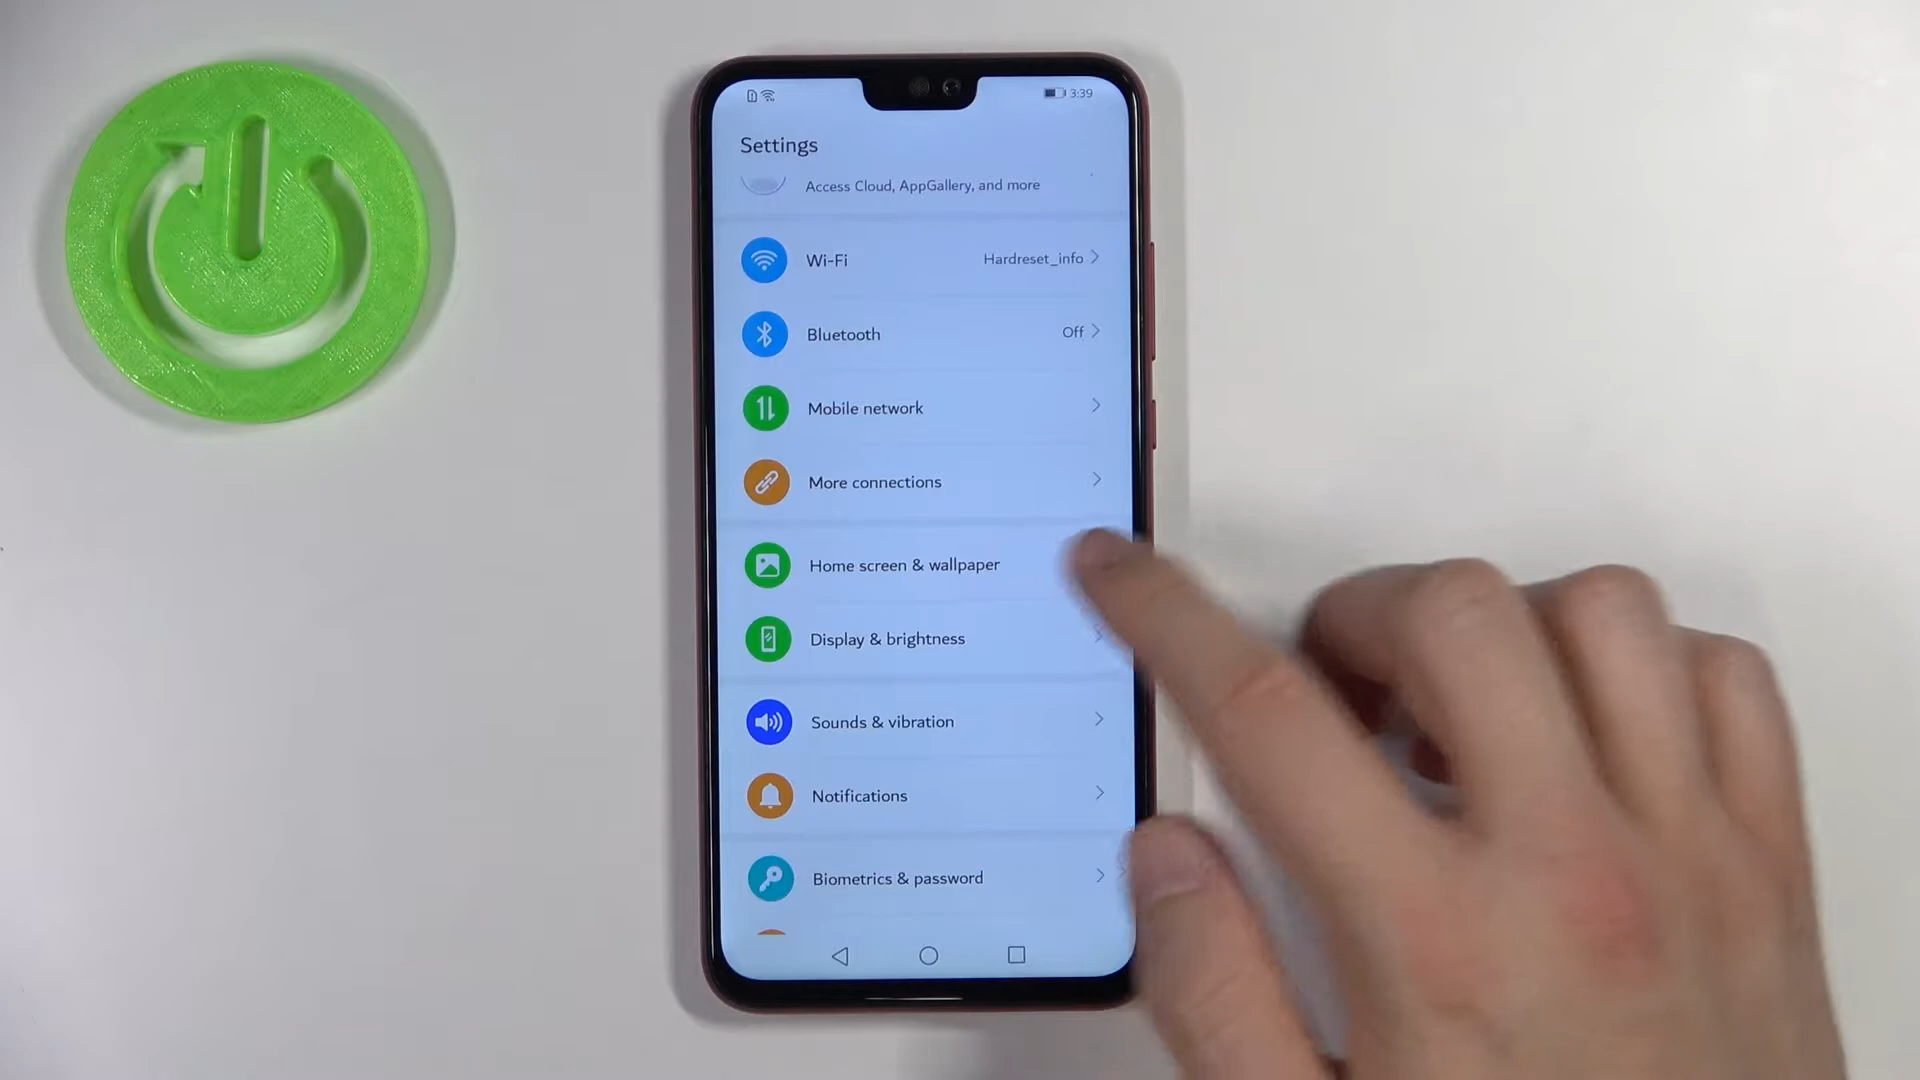 3:39
Settings
Access Cloud, AppGallery, and more
Wi-Fi Hardreset_info
Bluetooth Off
Mobile network
More connections
Home screen & wallpaper
Display & brightness
Sounds & vibration
Notifications
Biometrics & password